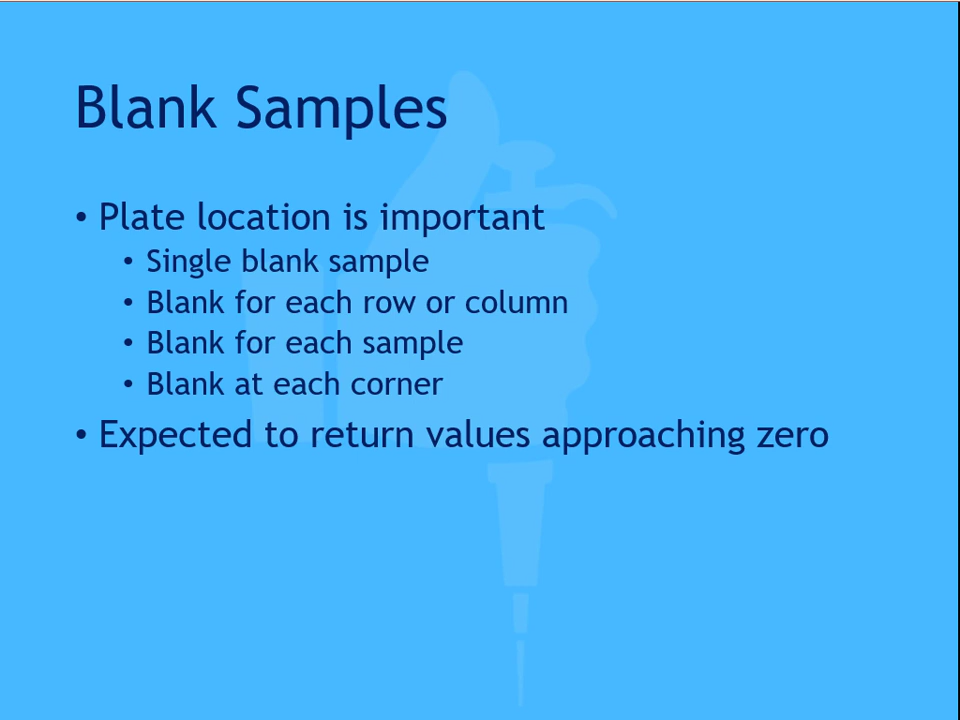 Blank Samples
• Plate location is important
• Single blank sample
• Blank for each row or column
• Blank for each sample
• Blank at each corner
• Expected to return values approaching zero